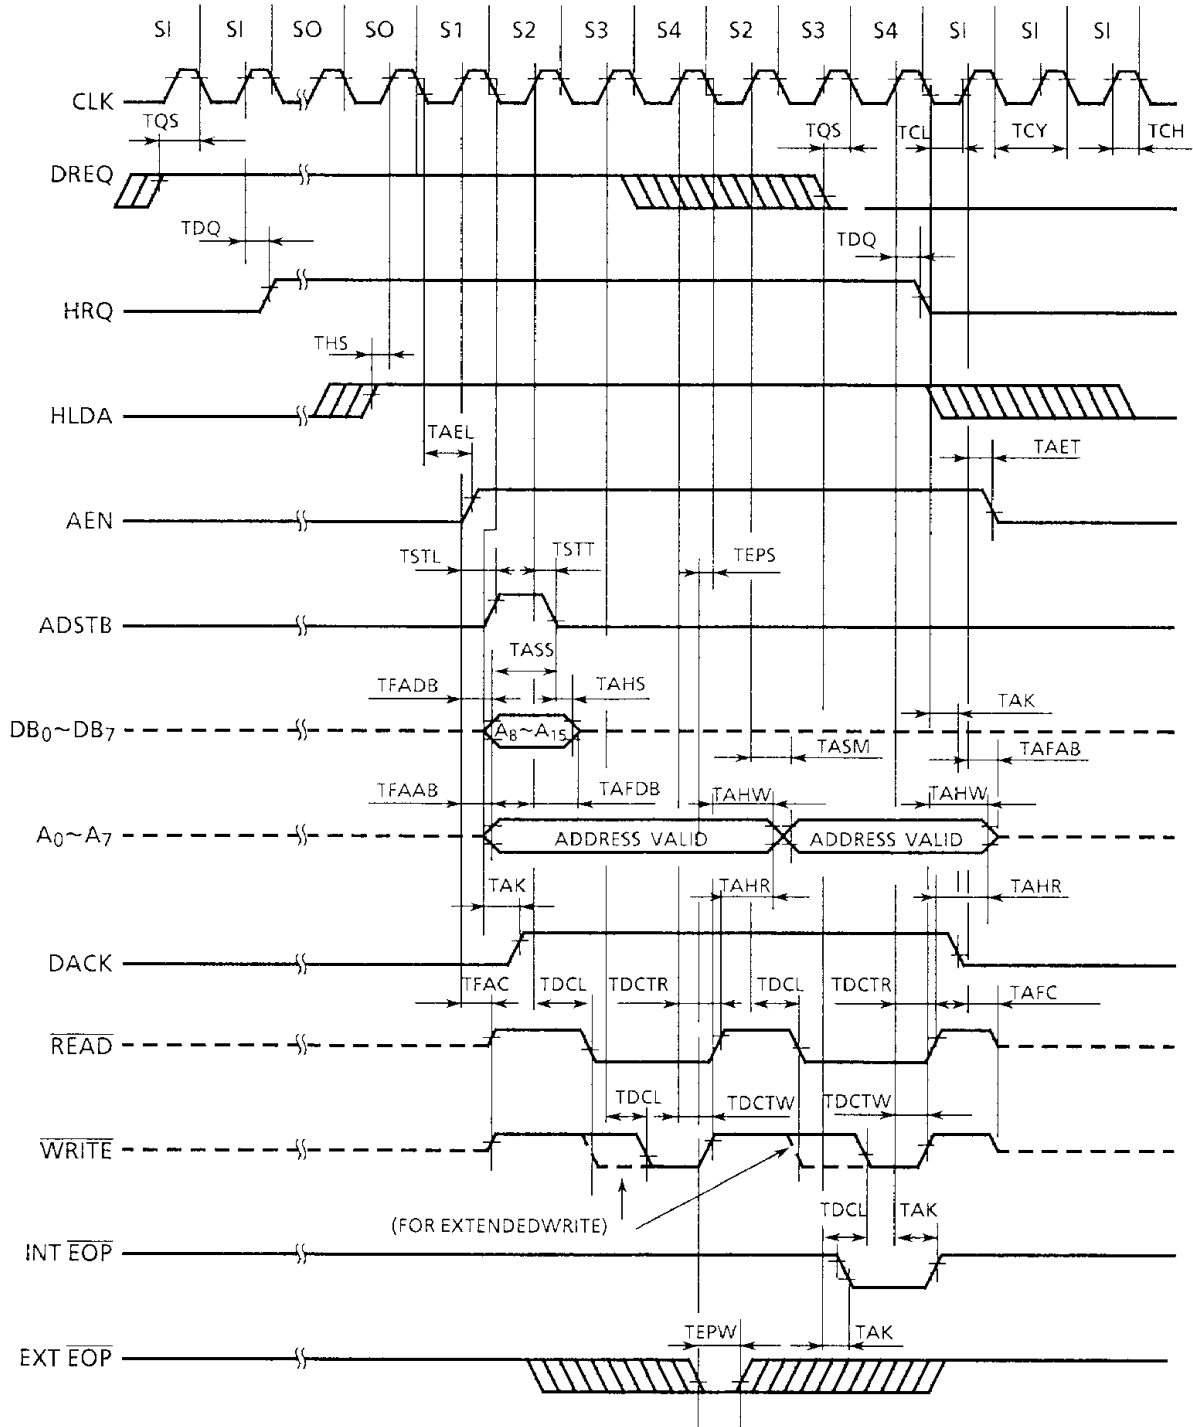 SI SI SO SO S1 S2 S3 S4 S2 S3 S4 SI SI SI
CLK
TQS TQS TCL TCY TCH
DREQ
TDQ TDQ
HRQ
THS
HLDA
TAEL TAET
AEN
TSTL TSTT TEPS
ADSTB
TASS
TFADB TAHS TAK
DB0~DB7 A8~A15
TASM TAFAB
TFAAB TAFDB TAHW TAHW
A0~A7 ADDRESS VALID ADDRESS VALID
TAK TAHR TAHR
DACK
TFAC TDCL TDCTR TDCL TDCTR TAFC
READ
TDCL TDCTW TDCTW
WRITE
(FOR EXTENDEDWRITE) TDCL TAK
INT EOP
TEPW TAK
EXT EOP